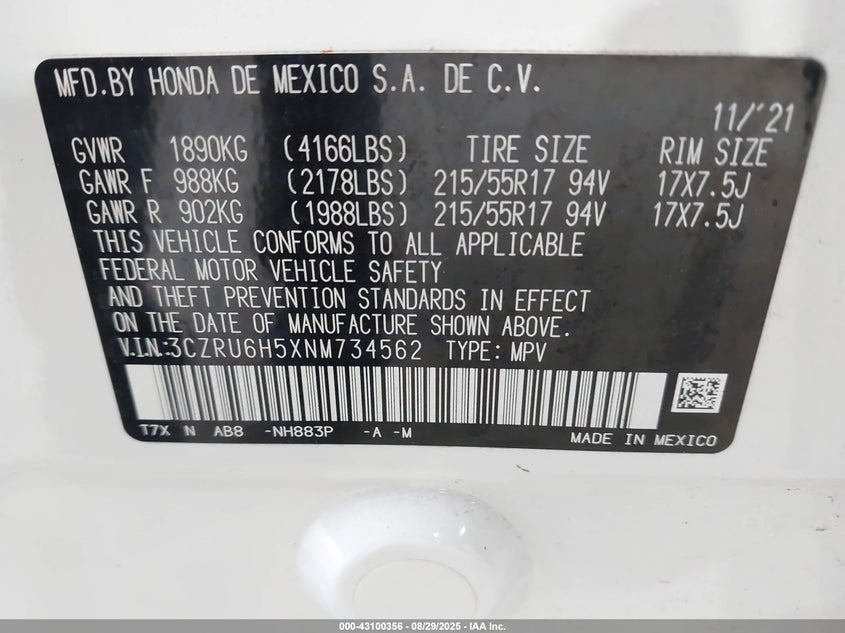 MFD.BY HONDA DE MEXICO S.A. DE C.V.
11/'21
GVWR 1890KG (4166LBS) TIRE SIZE RIM SIZE
GAWR F 988KG (2178LBS) 215/55R17 94V 17X7.5J
GAWR R 902KG (1988LBS) 215/55R17 94V 17X7.5J
THIS VEHICLE CONFORMS TO ALL APPLICABLE
FEDERAL MOTOR VEHICLE SAFETY
AND THEFT PREVENTION STANDARDS IN EFFECT
ON THE DATE OF MANUFACTURE SHOWN ABOVE.
V.I.N.:3CZRU6H5XNM734562 TYPE: MPV
T7X N AB8 -NH883P -A -M MADE IN MEXICO
000-43100356 - 08/29/2025 - IAA Inc.